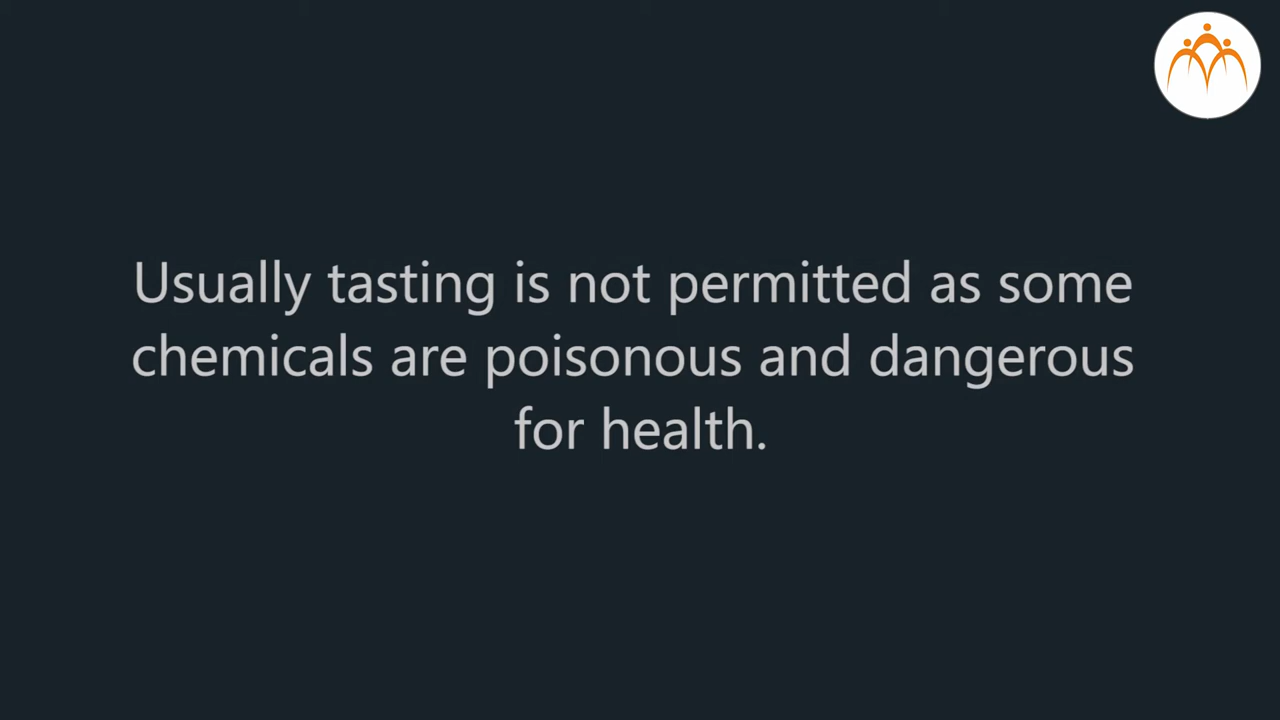 Usually tasting is not permitted as some
chemicals are poisonous and dangerous
for health.